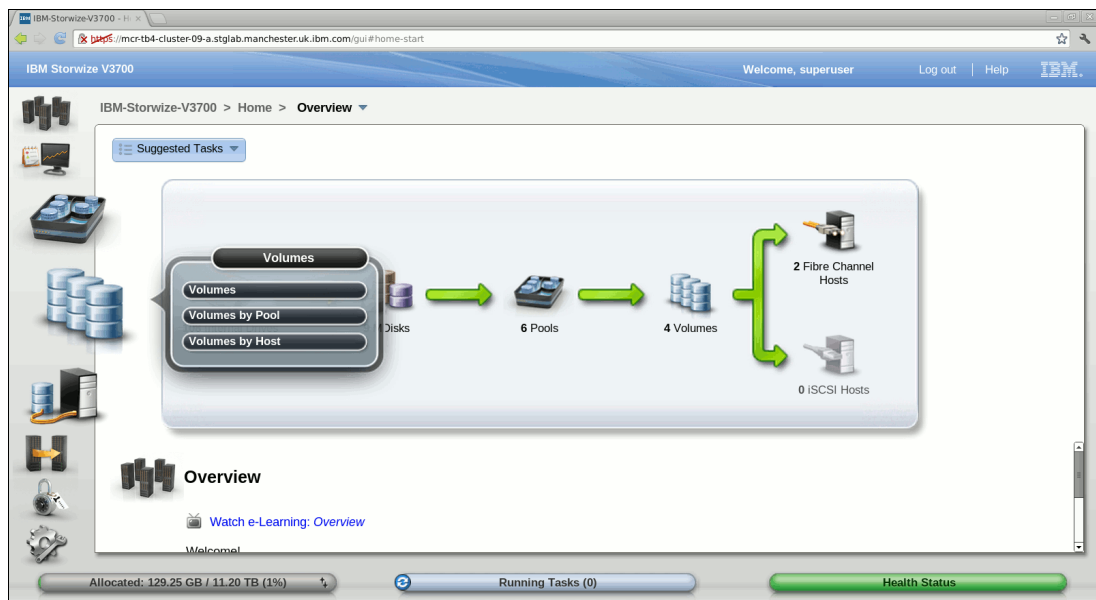 IBM-Storwize-V3700 - H
https://mcr-tb4-cluster-09-a.stglab.manchester.uk.ibm.com/gui#home-start
IBM Storwize V3700
Welcome, superuser
Log out
Help
IBM.
IBM-Storwize-V3700 > Home > Overview
Suggested Tasks
Volumes
Volumes
Volumes by Pool
Volumes by Host
MDisks
6 Pools
4 Volumes
2 Fibre Channel
Hosts
0 iSCSI Hosts
Overview
Watch e-Learning: Overview
Welcome!
Allocated: 129.25 GB / 11.20 TB (1%)
Running Tasks (0)
Health Status